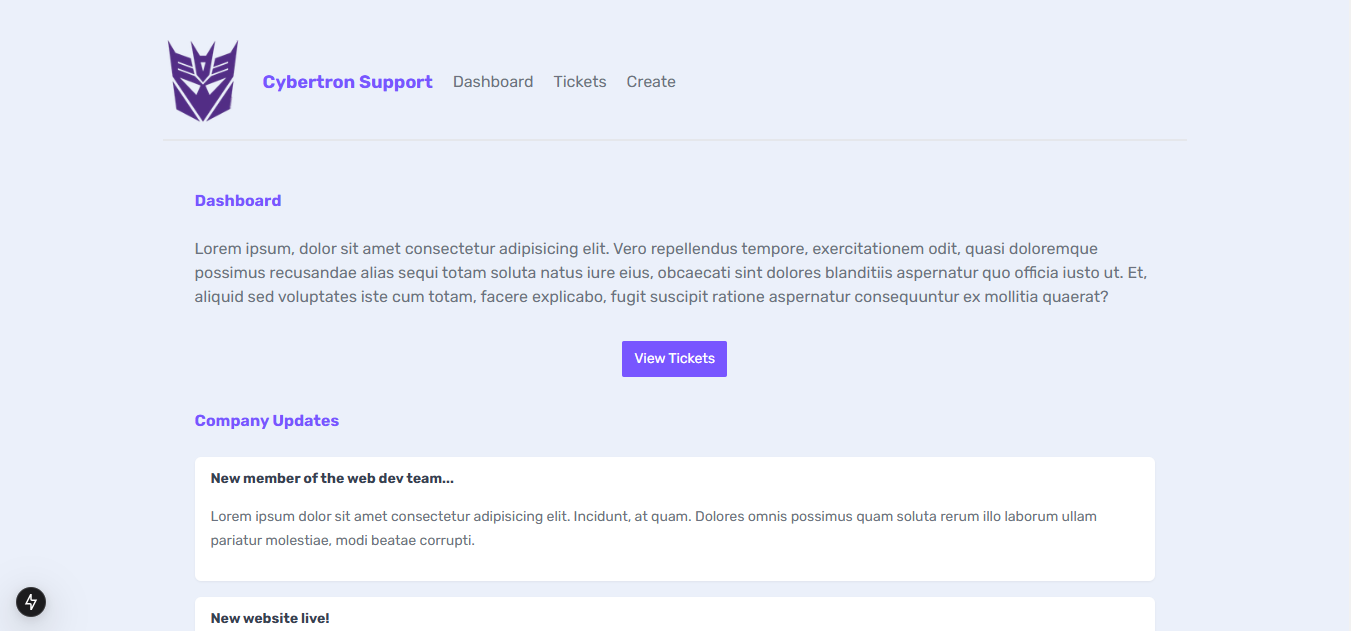 Cybertron Support Dashboard Tickets Create
Dashboard
Lorem ipsum, dolor sit amet consectetur adipisicing elit. Vero repellendus tempore, exercitationem odit, quasi doloremque
possimus recusandae alias sequi totam soluta natus iure eius, obcaecati sint dolores blanditiis aspernatur quo officia iusto ut. Et,
aliquid sed voluptates iste cum totam, facere explicabo, fugit suscipit ratione aspernatur consequuntur ex mollitia quaerat?
View Tickets
Company Updates
New member of the web dev team...
Lorem ipsum dolor sit amet consectetur adipisicing elit. Incidunt, at quam. Dolores omnis possimus quam soluta rerum illo laborum ullam
pariatur molestiae, modi beatae corrupti.
New website live!